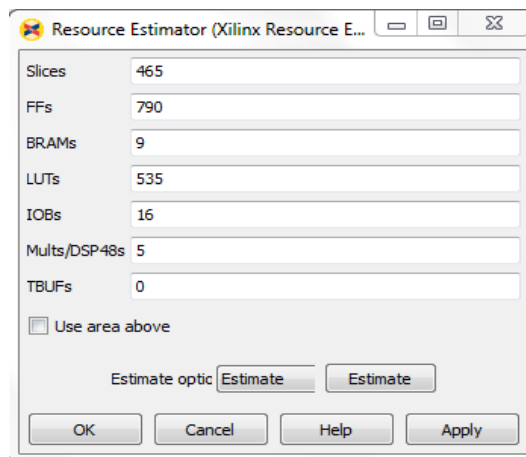 Resource Estimator (Xilinx Resource E...
Slices 465
FFs 790
BRAMs 9
LUTs 535
IOBs 16
Mults/DSP48s 5
TBUFs 0
Use area above
Estimate optic Estimate Estimate
OK Cancel Help Apply